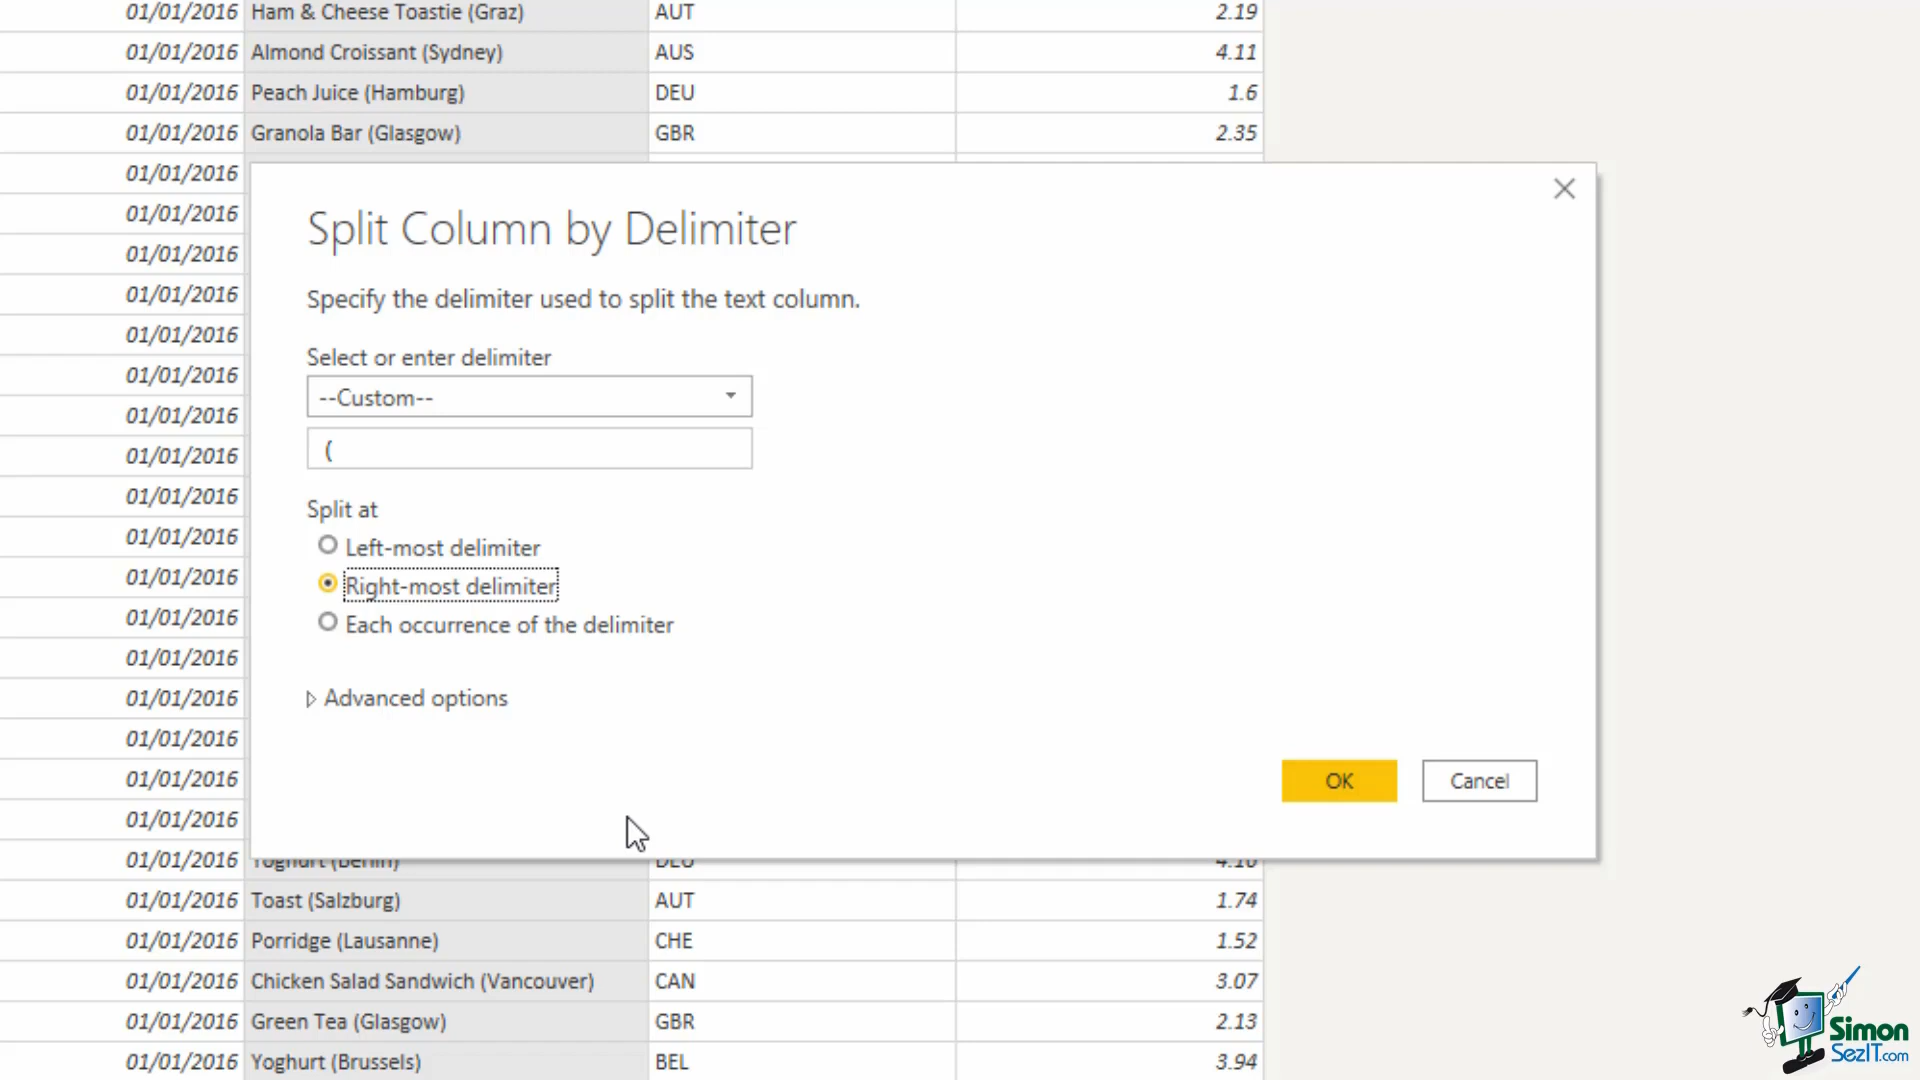 01/01/2016 Ham & Cheese Toastie (Graz) AUT 2.19
01/01/2016 Almond Croissant (Sydney) AUS 4.11
01/01/2016 Peach Juice (Hamburg) DEU 1.6
01/01/2016 Granola Bar (Glasgow) GBR 2.35
01/01/2016
01/01/2016
Split Column by Delimiter
01/01/2016
01/01/2016
Specify the delimiter used to split the text column.
01/01/2016
Select or enter delimiter
01/01/2016
--Custom--
01/01/2016
(
01/01/2016
01/01/2016
Split at
01/01/2016
Left-most delimiter
01/01/2016
Right-most delimiter
01/01/2016
Each occurrence of the delimiter
01/01/2016
01/01/2016
Advanced options
01/01/2016
01/01/2016
OK Cancel
01/01/2016
01/01/2016 Yoghurt (Berlin) DEU 4.16
01/01/2016 Toast (Salzburg) AUT 1.74
01/01/2016 Porridge (Lausanne) CHE 1.52
01/01/2016 Chicken Salad Sandwich (Vancouver) CAN 3.07
01/01/2016 Green Tea (Glasgow) GBR 2.13
01/01/2016 Yoghurt (Brussels) BEL 3.94
Simon
SezIT.com